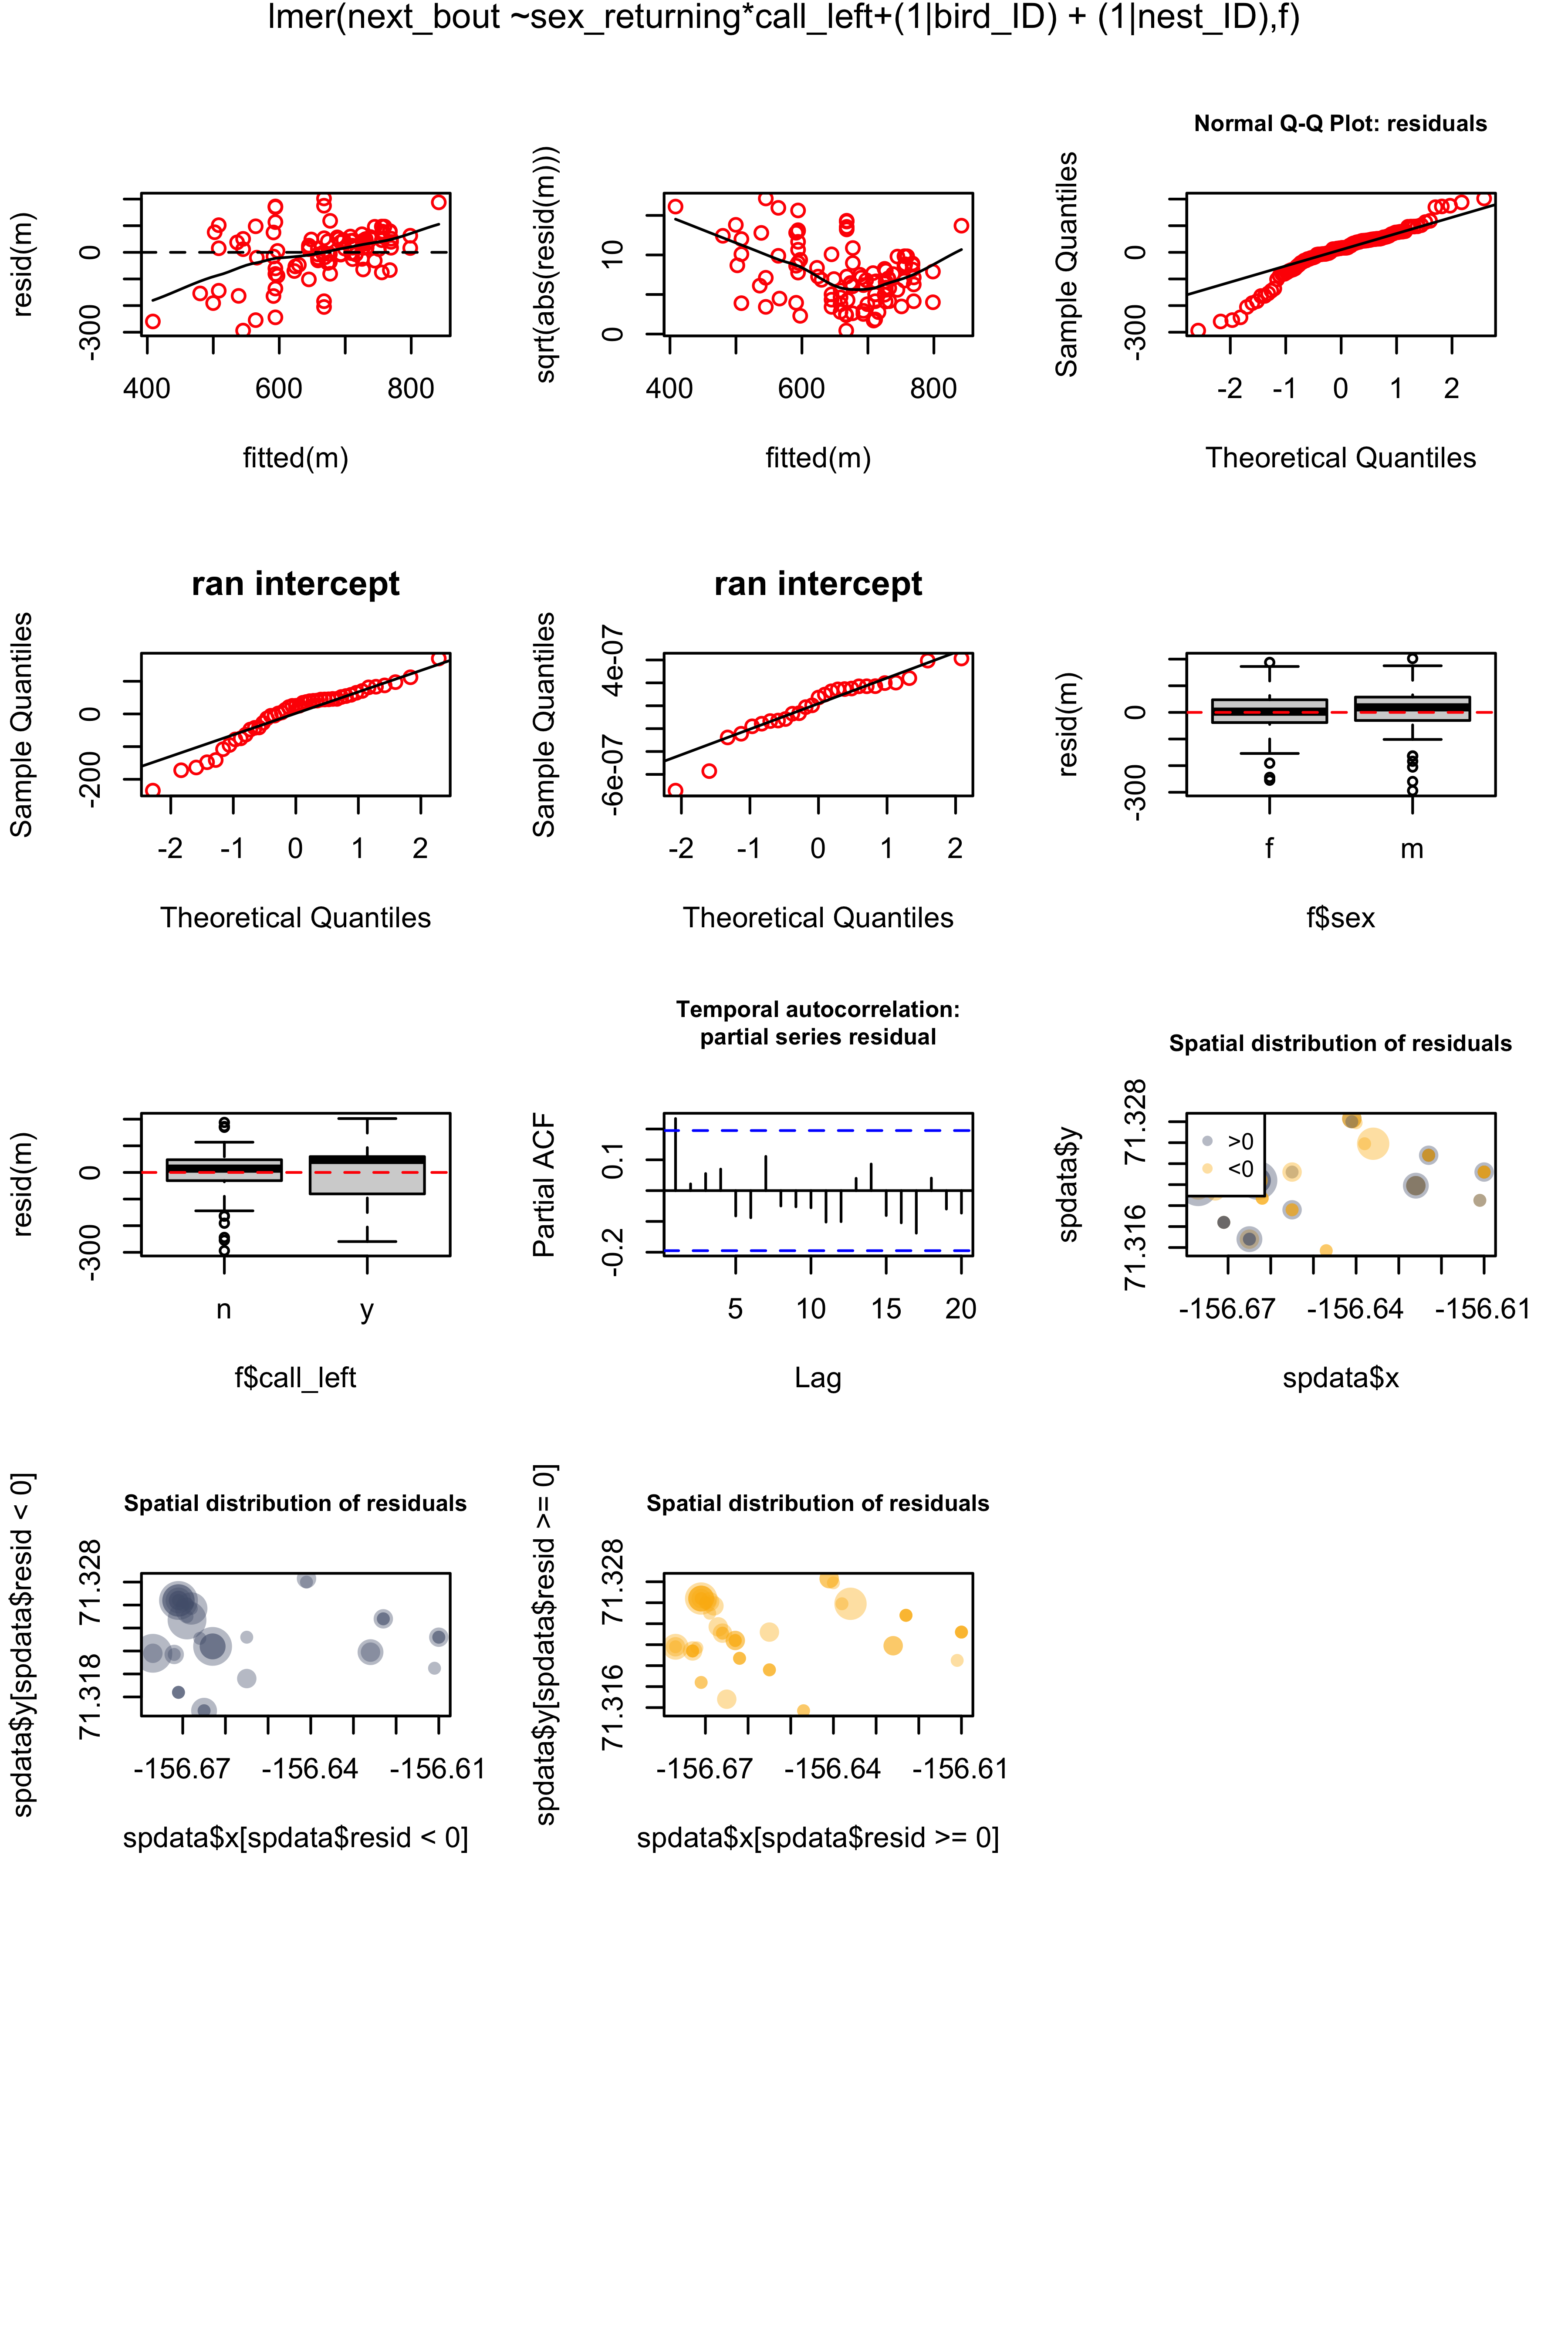 lmer(next_bout ~sex_returning*call_left+(1|bird_ID) + (1|nest_ID),f)
resid(m)
0
-300
400 600 800
fitted(m)
sqrt(abs(resid(m)))
10
0
400 600 800
fitted(m)
Normal Q-Q Plot: residuals
Sample Quantiles
0
-300
-2 -1 0 1 2
Theoretical Quantiles
ran intercept
Sample Quantiles
0
-200
-2 -1 0 1 2
Theoretical Quantiles
ran intercept
Sample Quantiles
4e-07
-6e-07
-2 -1 0 1 2
Theoretical Quantiles
resid(m)
0
-300
f m
f$sex
resid(m)
0
-300
n y
f$call_left
Temporal autocorrelation:
partial series residual
Partial ACF
0.1
-0.2
5 10 15 20
Lag
Spatial distribution of residuals
spdata$y
71.328
71.316
>0
<0
-156.67 -156.64 -156.61
spdata$x
Spatial distribution of residuals
spdata$y[spdata$resid < 0]
71.328
71.318
-156.67 -156.64 -156.61
spdata$x[spdata$resid < 0]
Spatial distribution of residuals
spdata$y[spdata$resid >= 0]
71.328
71.316
-156.67 -156.64 -156.61
spdata$x[spdata$resid >= 0]